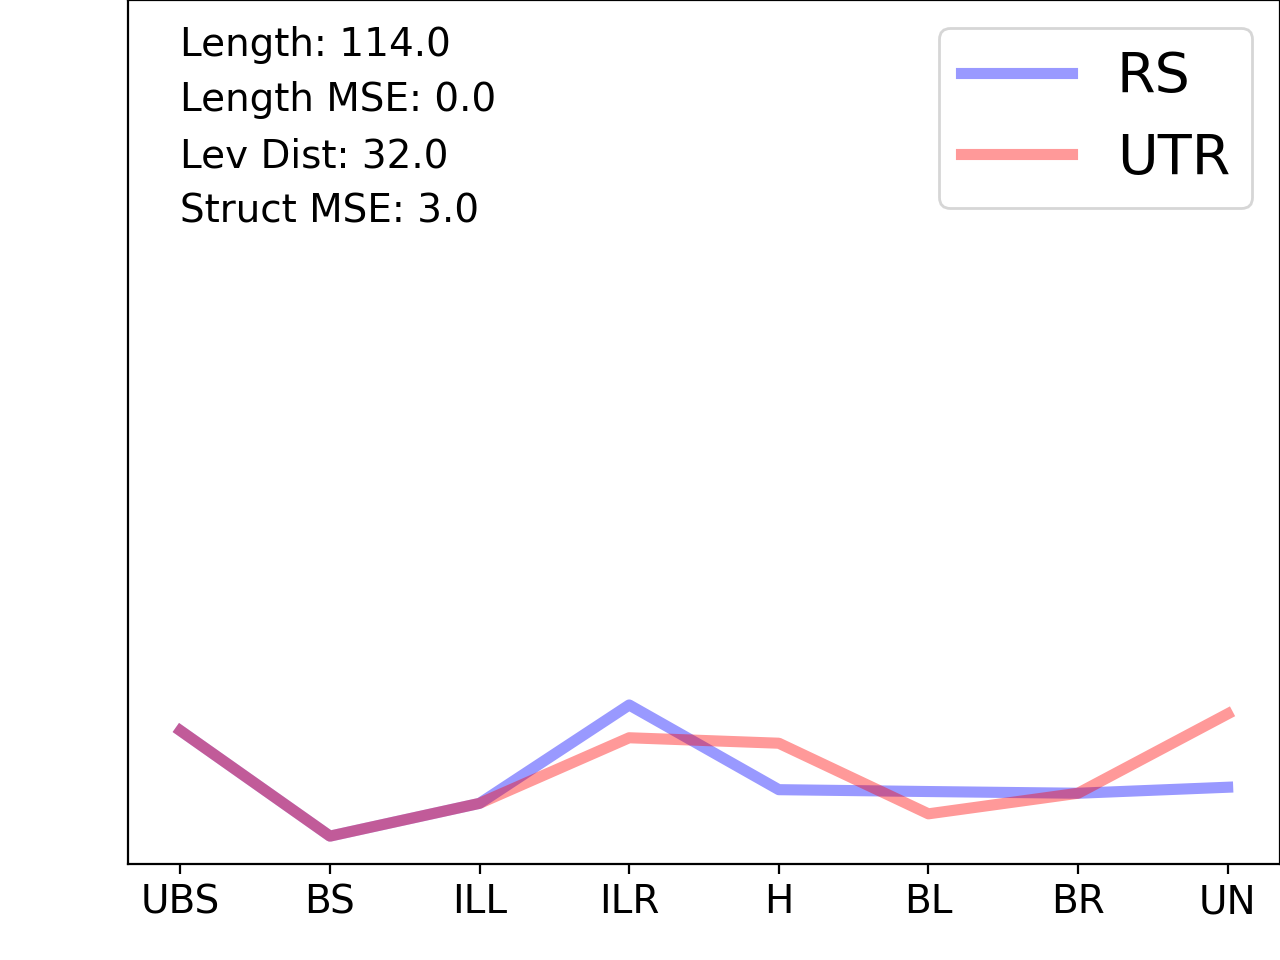 Length: 114.0
Length MSE: 0.0
Lev Dist: 32.0
Struct MSE: 3.0
RS
UTR
UBS BS ILL ILR H BL BR UN